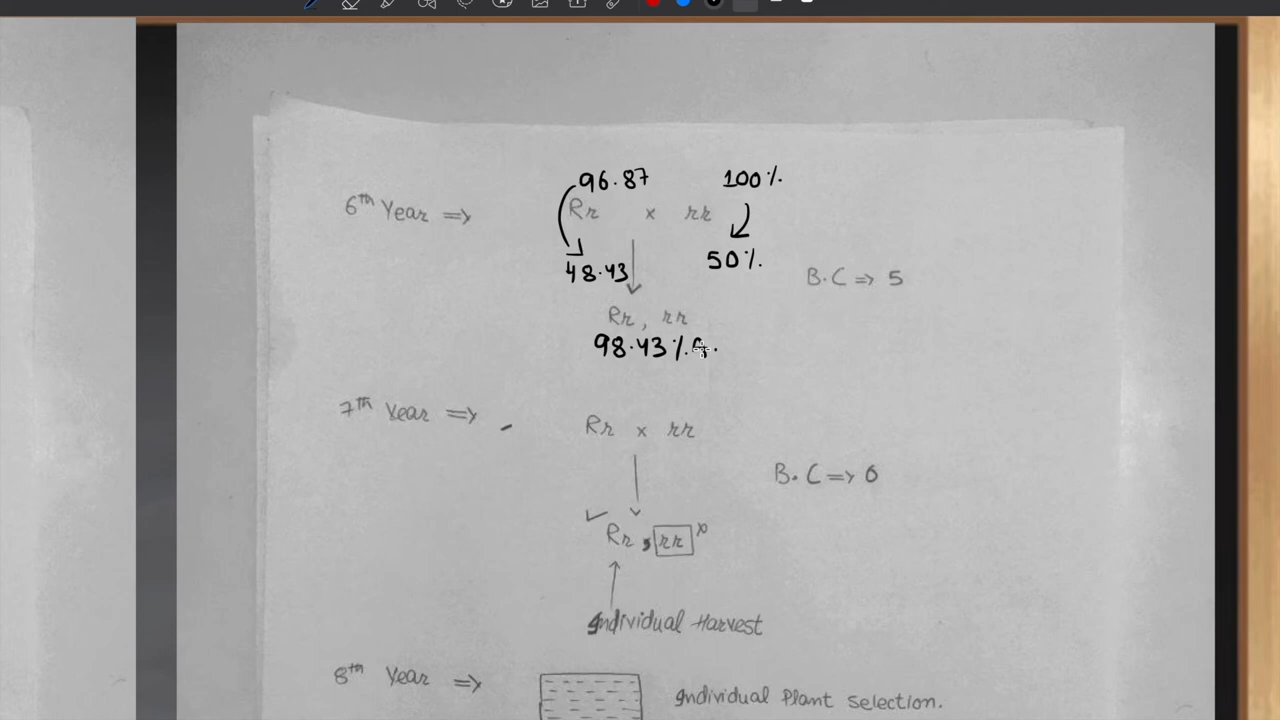 96.87 100%.
6th Year => Rr x rr
48.43 50%.
B.C => 5
Rr, rr
98.43%.
7th Year => Rr x rr
B.C => 6
Rr, rr x
Individual Harvest
8th Year => Individual Plant Selection.